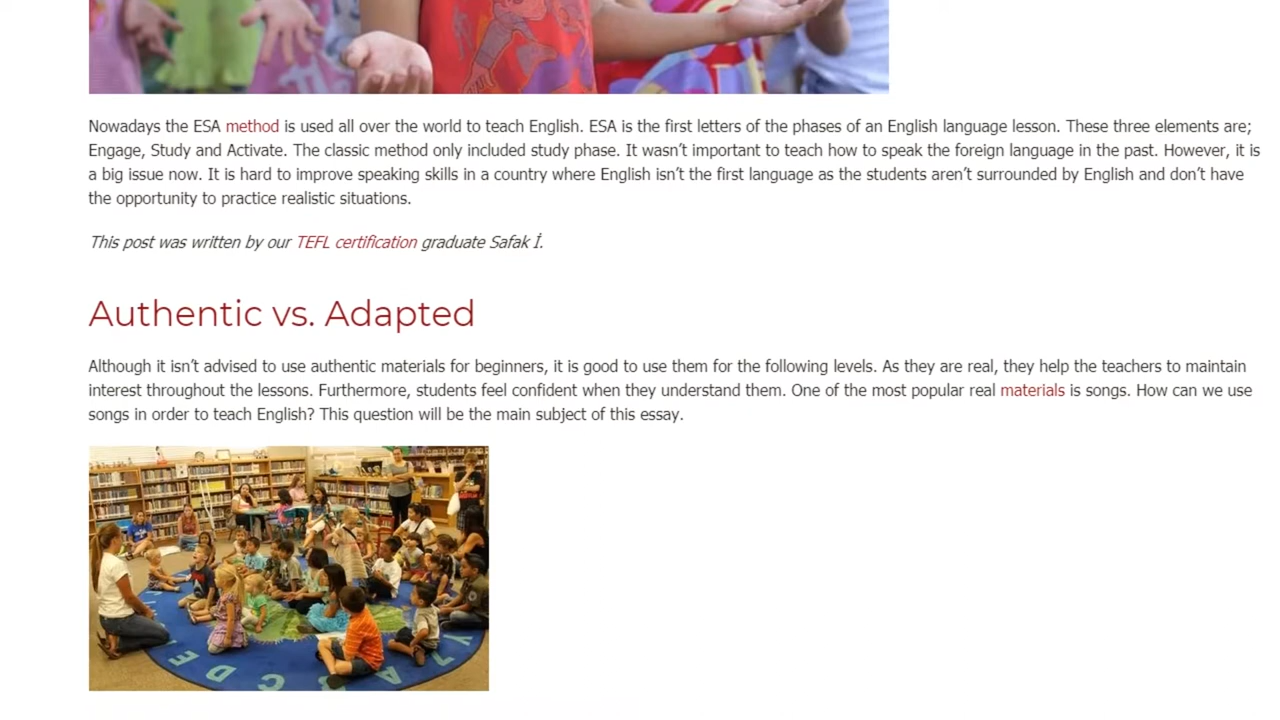 Nowadays the ESA method is used all over the world to teach English. ESA is the first letters of the phases of an English language lesson. These three elements are;
Engage, Study and Activate. The classic method only included study phase. It wasn’t important to teach how to speak the foreign language in the past. However, it is
a big issue now. It is hard to improve speaking skills in a country where English isn’t the first language as the students aren’t surrounded by English and don’t have
the opportunity to practice realistic situations.
This post was written by our TEFL certification graduate Safak İ.
Authentic vs. Adapted
Although it isn’t advised to use authentic materials for beginners, it is good to use them for the following levels. As they are real, they help the teachers to maintain
interest throughout the lessons. Furthermore, students feel confident when they understand them. One of the most popular real materials is songs. How can we use
songs in order to teach English? This question will be the main subject of this essay.